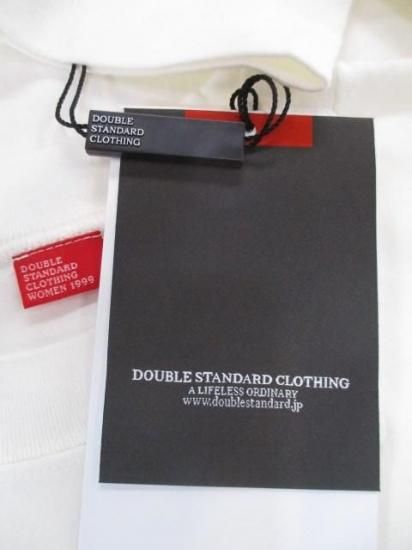 DOUBLE
STANDARD
CLOTHING
DOUBLE
STANDARD
CLOTHING
WOMEN 1999
DOUBLE STANDARD CLOTHING
A LIFELESS ORDINARY
www.doublestandard.jp